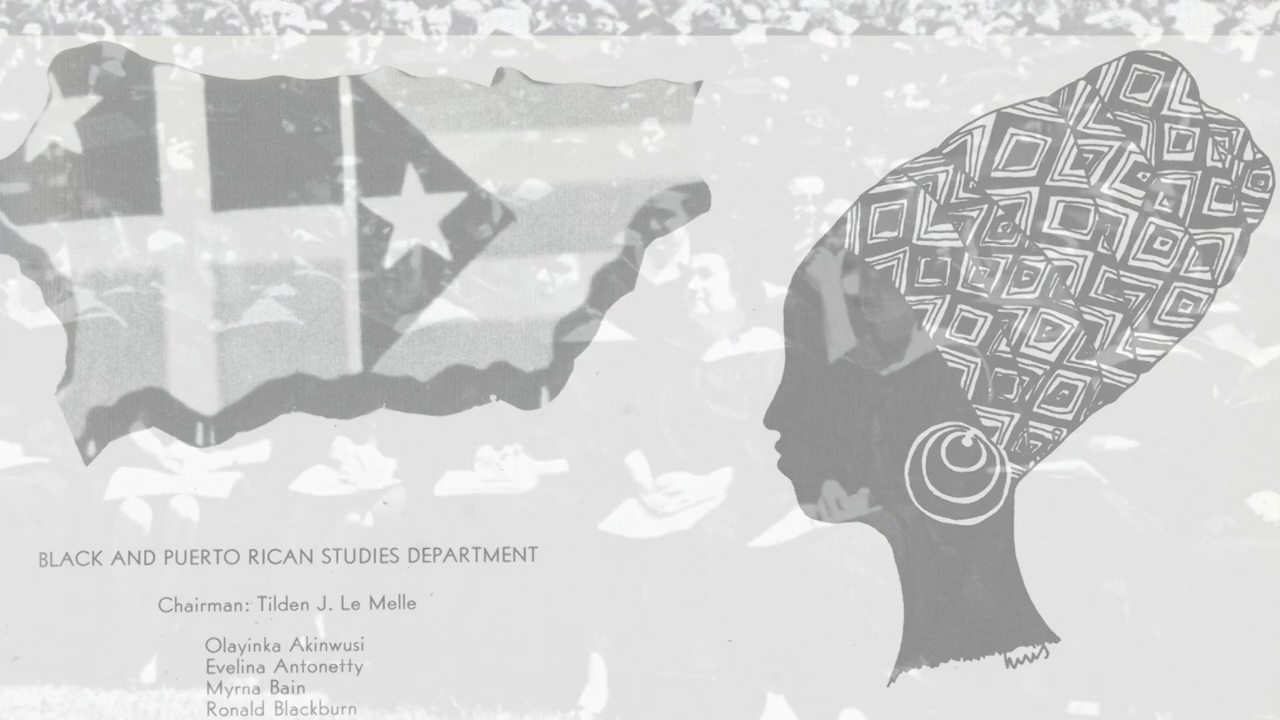 BLACK AND PUERTO RICAN STUDIES DEPARTMENT
Chairman: Tilden J. Le Melle
Olayinka Akinwusi
Evelina Antonetty
Myrna Bain
Ronald Blackburn